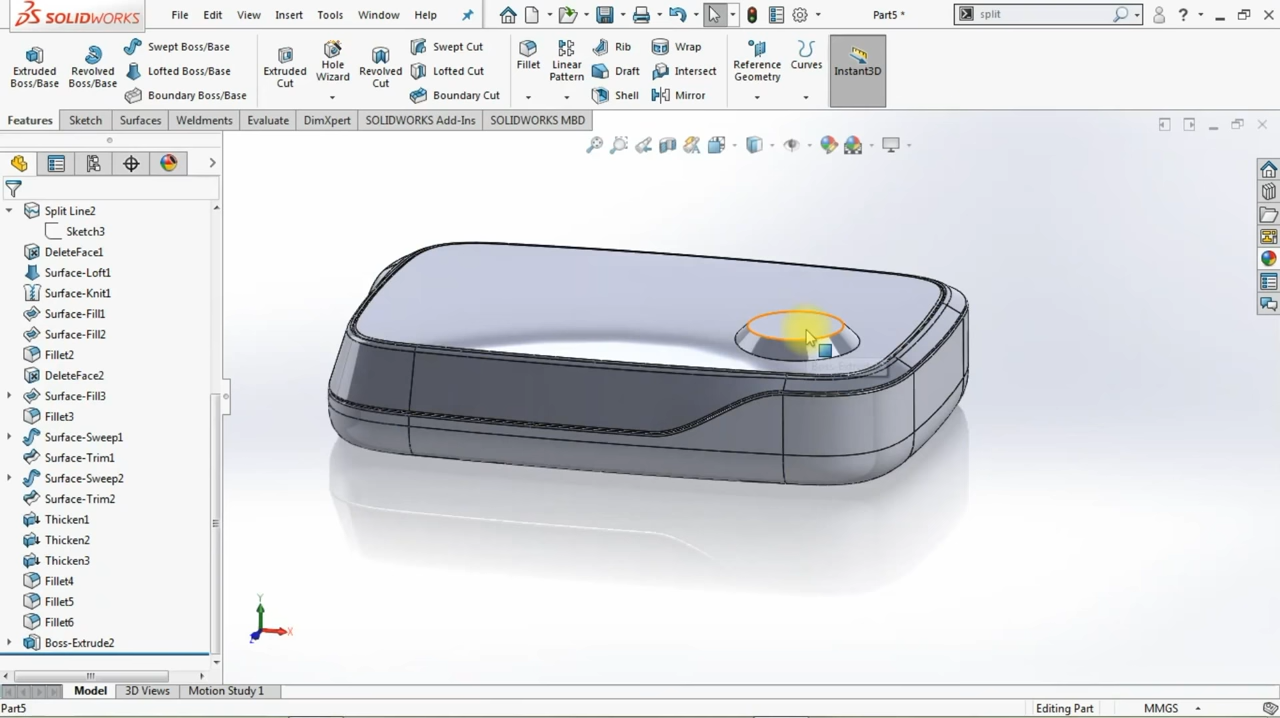 SOLIDWORKS
File Edit View Insert Tools Window Help
Part5 *
split
Extruded Boss/Base
Revolved Boss/Base
Swept Boss/Base
Lofted Boss/Base
Boundary Boss/Base
Extruded Cut
Hole Wizard
Revolved Cut
Swept Cut
Lofted Cut
Boundary Cut
Fillet
Linear Pattern
Rib
Draft
Shell
Wrap
Intersect
Mirror
Reference Geometry
Curves
Instant3D
Features Sketch Surfaces Weldments Evaluate DimXpert SOLIDWORKS Add-Ins SOLIDWORKS MBD
Split Line2
Sketch3
DeleteFace1
Surface-Loft1
Surface-Knit1
Surface-Fill1
Surface-Fill2
Fillet2
DeleteFace2
Surface-Fill3
Fillet3
Surface-Sweep1
Surface-Trim1
Surface-Sweep2
Surface-Trim2
Thicken1
Thicken2
Thicken3
Fillet4
Fillet5
Fillet6
Boss-Extrude2
Y
X
Z
Model 3D Views Motion Study 1
Part5
Editing Part
MMGS